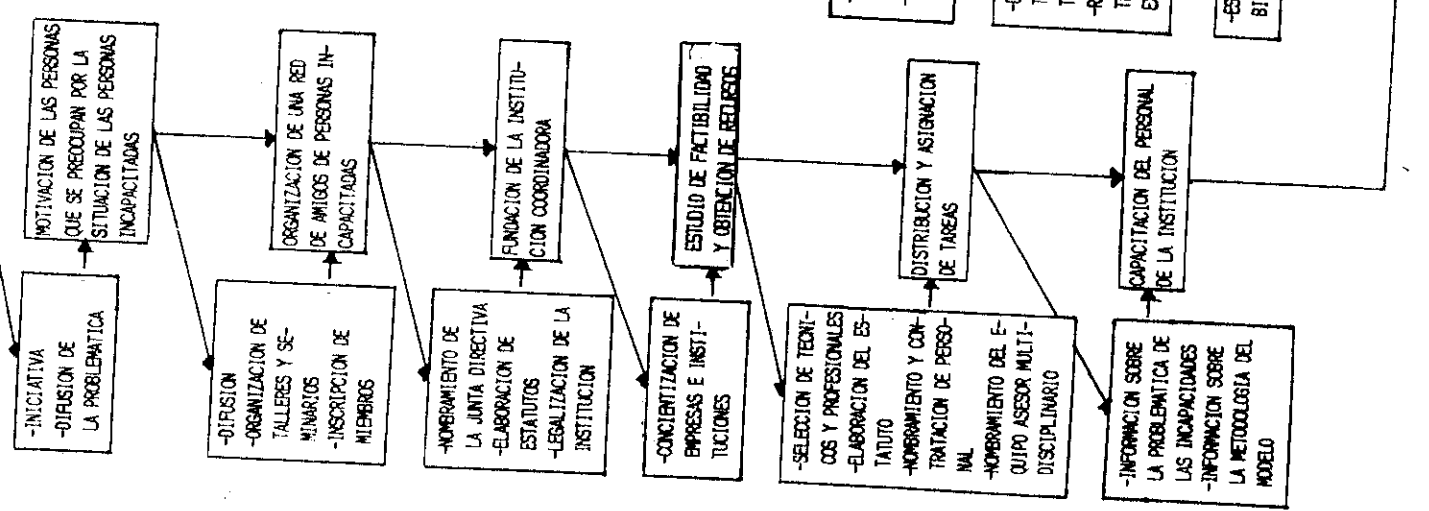 -INICIATIVA
-DIFUSION DE
LA PROBLEMATICA
MOTIVACION DE LAS PERSONAS
QUE SE PREOCUPAN POR LA
SITUACION DE LAS PERSONAS
INCAPACITADAS
-DIFUSION
-ORGANIZACION DE
TALLERES Y SE-
MINARIOS
-INSCRIPCION DE
MIEMBROS
ORGANIZACION DE UNA RED
DE AMIGOS DE PERSONAS IN-
CAPACITADAS
-NOMBRAMIENTO DE
LA JUNTA DIRECTIVA
-ELABORACION DE
ESTATUTOS
-LEGALIZACION DE LA
INSTITUCION
FUNDACION DE LA INSTITU-
CION COORDINADORA
-CONCIENTIZACION DE
EMPRESAS E INSTI-
TUCIONES
ESTUDIO DE FACTIBILIDAD
Y OBTENCION DE RECURSOS
-SELECCION DE TECNI-
COS Y PROFESIONALES
-ELABORACION DEL ES-
TATUTO
-NOMBRAMIENTO Y CON-
TRATACION DE PERSO-
NAL
-NOMBRAMIENTO DEL E-
QUIPO ASESOR MULTI-
DISCIPLINARIO
DISTRIBUCION Y ASIGNACION
DE TAREAS
-INFORMACION SOBRE
LA PROBLEMATICA DE
LAS INCAPACIDADES
-INFORMACION SOBRE
LA METODOLOGIA DEL
MODELO
CAPACITACION DEL PERSONAL
DE LA INSTITUCION
-ES
BI